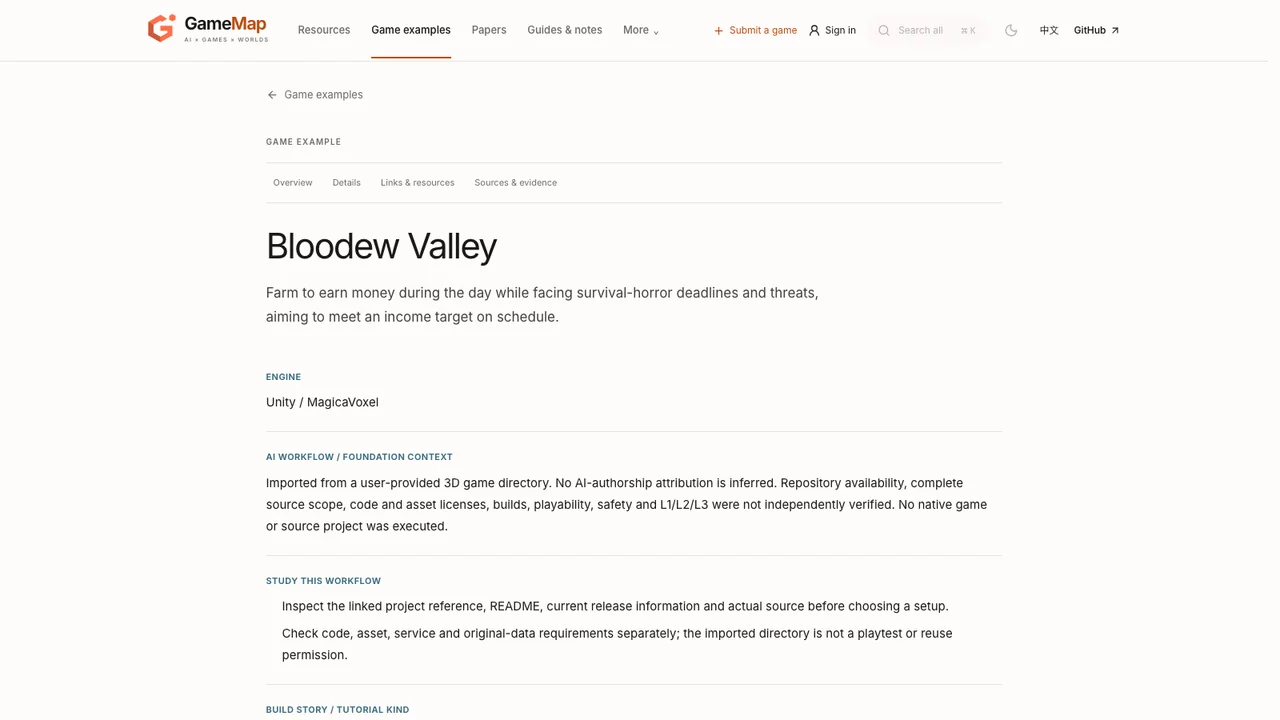 GameMap
AI × GAMES × WORLDS
Resources
Game examples
Papers
Guides & notes
More
+ Submit a game
Sign in
Search all
⌘ K
中文
GitHub ↗
← Game examples
GAME EXAMPLE
Overview
Details
Links & resources
Sources & evidence
Bloodew Valley
Farm to earn money during the day while facing survival-horror deadlines and threats,
aiming to meet an income target on schedule.
ENGINE
Unity / MagicaVoxel
AI WORKFLOW / FOUNDATION CONTEXT
Imported from a user-provided 3D game directory. No AI-authorship attribution is inferred. Repository availability, complete
source scope, code and asset licenses, builds, playability, safety and L1/L2/L3 were not independently verified. No native game
or source project was executed.
STUDY THIS WORKFLOW
Inspect the linked project reference, README, current release information and actual source before choosing a setup.
Check code, asset, service and original-data requirements separately; the imported directory is not a playtest or reuse
permission.
BUILD STORY / TUTORIAL KIND